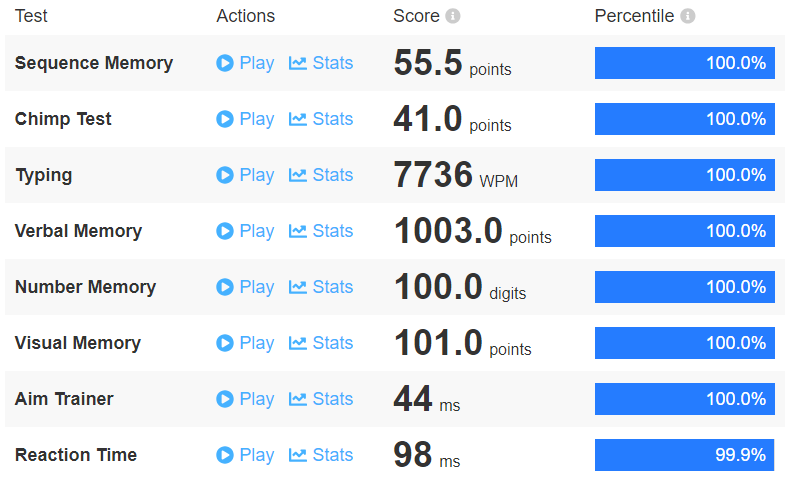 Test Actions Score Percentile
Sequence Memory Play Stats 55.5 points 100.0%
Chimp Test Play Stats 41.0 points 100.0%
Typing Play Stats 7736 WPM 100.0%
Verbal Memory Play Stats 1003.0 points 100.0%
Number Memory Play Stats 100.0 digits 100.0%
Visual Memory Play Stats 101.0 points 100.0%
Aim Trainer Play Stats 44 ms 100.0%
Reaction Time Play Stats 98 ms 99.9%